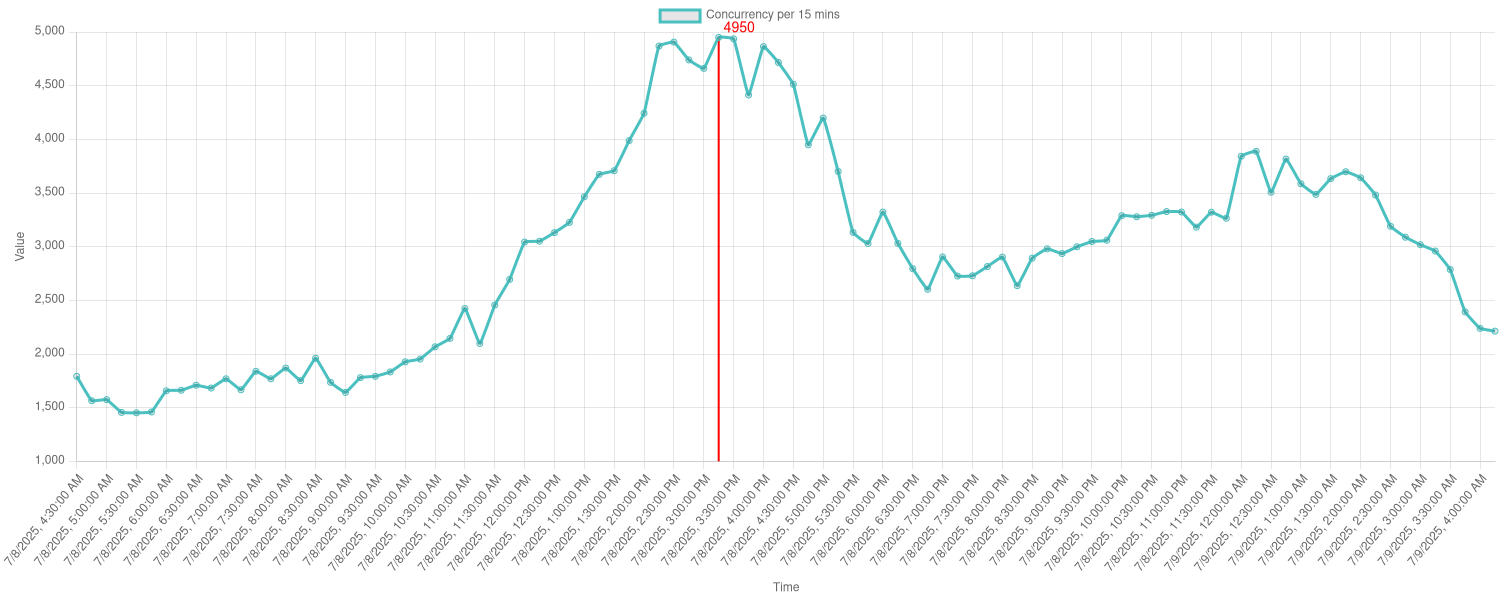 Concurrency per 15 mins
4950
5,000
4,500
4,000
3,500
3,000
2,500
2,000
1,500
1,000
Value
7/8/2025, 4:30:00 AM
7/8/2025, 5:00:00 AM
7/8/2025, 5:30:00 AM
7/8/2025, 6:00:00 AM
7/8/2025, 6:30:00 AM
7/8/2025, 7:00:00 AM
7/8/2025, 7:30:00 AM
7/8/2025, 8:00:00 AM
7/8/2025, 8:30:00 AM
7/8/2025, 9:00:00 AM
7/8/2025, 9:30:00 AM
7/8/2025, 10:00:00 AM
7/8/2025, 10:30:00 AM
7/8/2025, 11:00:00 AM
7/8/2025, 11:30:00 AM
7/8/2025, 12:00:00 PM
7/8/2025, 12:30:00 PM
7/8/2025, 1:00:00 PM
7/8/2025, 1:30:00 PM
7/8/2025, 2:00:00 PM
7/8/2025, 2:30:00 PM
7/8/2025, 3:00:00 PM
7/8/2025, 3:30:00 PM
7/8/2025, 4:00:00 PM
7/8/2025, 4:30:00 PM
7/8/2025, 5:00:00 PM
7/8/2025, 5:30:00 PM
7/8/2025, 6:00:00 PM
7/8/2025, 6:30:00 PM
7/8/2025, 7:00:00 PM
7/8/2025, 7:30:00 PM
7/8/2025, 8:00:00 PM
7/8/2025, 8:30:00 PM
7/8/2025, 9:00:00 PM
7/8/2025, 9:30:00 PM
7/8/2025, 10:00:00 PM
7/8/2025, 10:30:00 PM
7/8/2025, 11:00:00 PM
7/8/2025, 11:30:00 PM
7/9/2025, 12:00:00 AM
7/9/2025, 12:30:00 AM
7/9/2025, 1:00:00 AM
7/9/2025, 1:30:00 AM
7/9/2025, 2:00:00 AM
7/9/2025, 2:30:00 AM
7/9/2025, 3:00:00 AM
7/9/2025, 3:30:00 AM
7/9/2025, 4:00:00 AM
Time